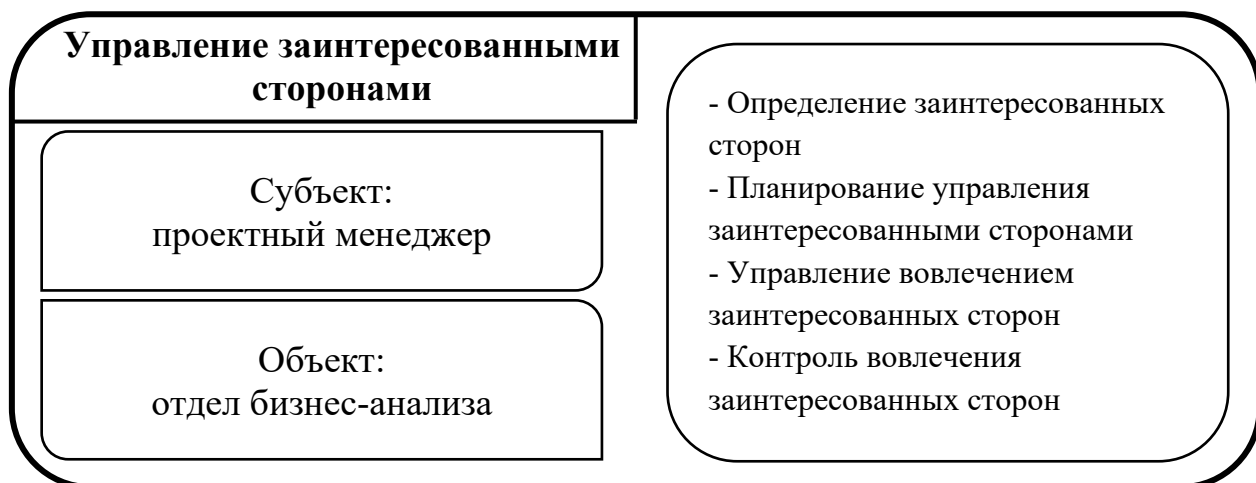 Управление заинтересованными
сторонами
Субъект:
проектный менеджер
Объект:
отдел бизнес-анализа
- Определение заинтересованных
сторон
- Планирование управления
заинтересованными сторонами
- Управление вовлечением
заинтересованных сторон
- Контроль вовлечения
заинтересованных сторон